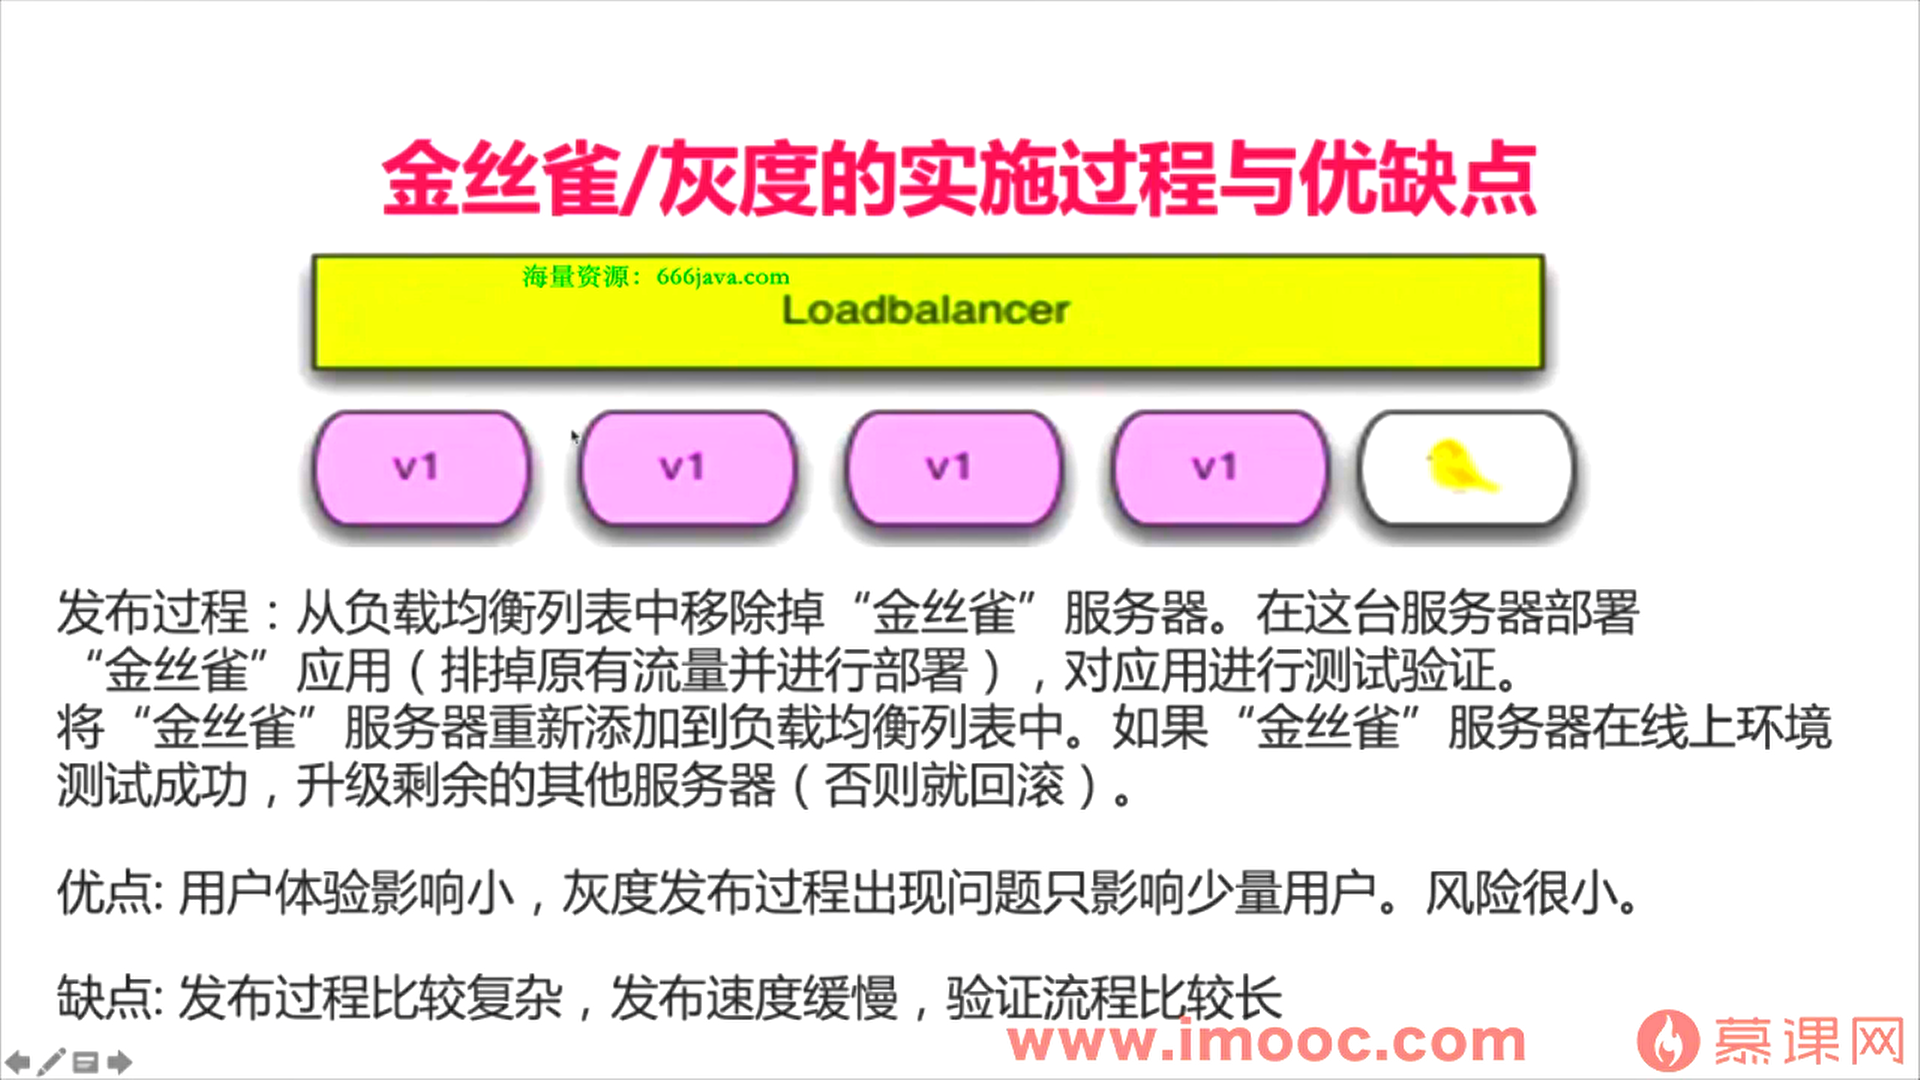 金丝雀/灰度的实施过程与优缺点
海量资源：666java.com
Loadbalancer
v1 v1 v1 v1
发布过程：从负载均衡列表中移除掉“金丝雀”服务器。在这台服务器部署
“金丝雀”应用（排掉原有流量并进行部署），对应用进行测试验证。
将“金丝雀”服务器重新添加到负载均衡列表中。如果“金丝雀”服务器在线上环境
测试成功，升级剩余的其他服务器（否则就回滚）。
优点: 用户体验影响小，灰度发布过程出现问题只影响少量用户。风险很小。
缺点: 发布过程比较复杂，发布速度缓慢，验证流程比较长
www.imooc.com
慕课网